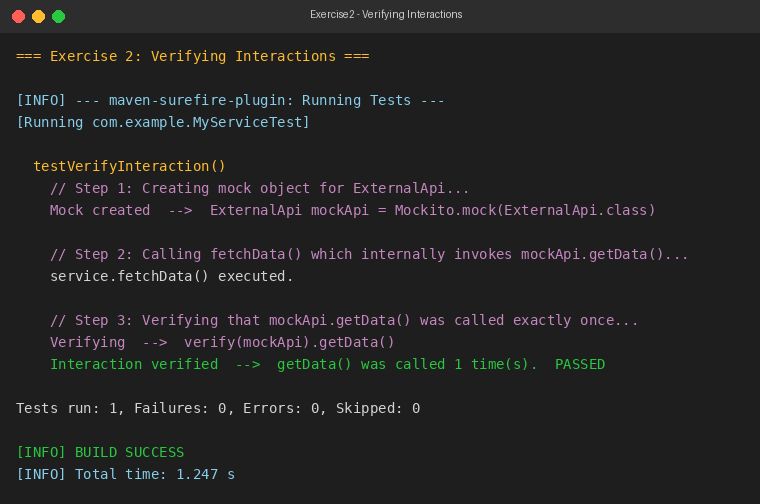 Exercise2 - Verifying Interactions
=== Exercise 2: Verifying Interactions ===
[INFO] --- maven-surefire-plugin: Running Tests ---
[Running com.example.MyServiceTest]
testVerifyInteraction()
// Step 1: Creating mock object for ExternalApi...
Mock created  -->  ExternalApi mockApi = Mockito.mock(ExternalApi.class)
// Step 2: Calling fetchData() which internally invokes mockApi.getData()...
service.fetchData() executed.
// Step 3: Verifying that mockApi.getData() was called exactly once...
Verifying  -->  verify(mockApi).getData()
Interaction verified  -->  getData() was called 1 time(s).  PASSED
Tests run: 1, Failures: 0, Errors: 0, Skipped: 0
[INFO] BUILD SUCCESS
[INFO] Total time: 1.247 s